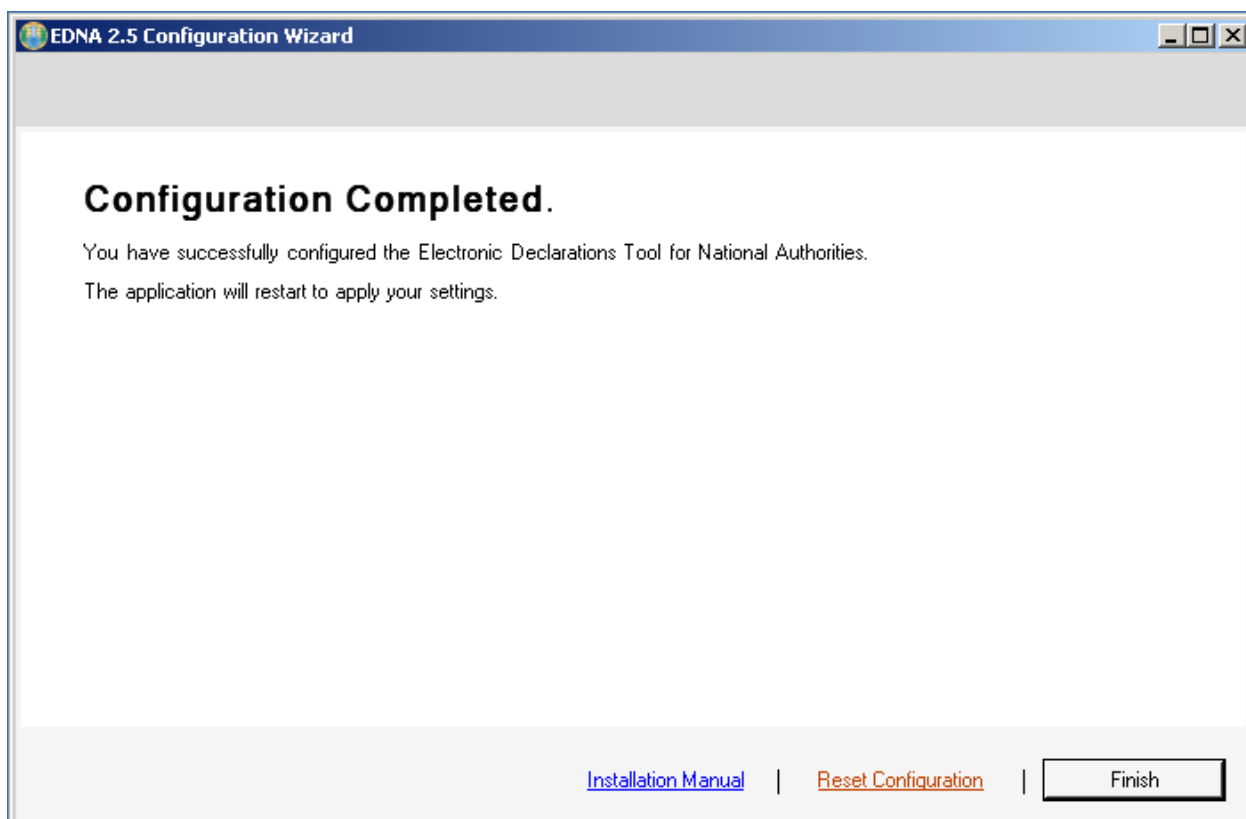 EDNA 2.5 Configuration Wizard
Configuration Completed.
You have successfully configured the Electronic Declarations Tool for National Authorities.
The application will restart to apply your settings.
Installation Manual | Reset Configuration | Finish